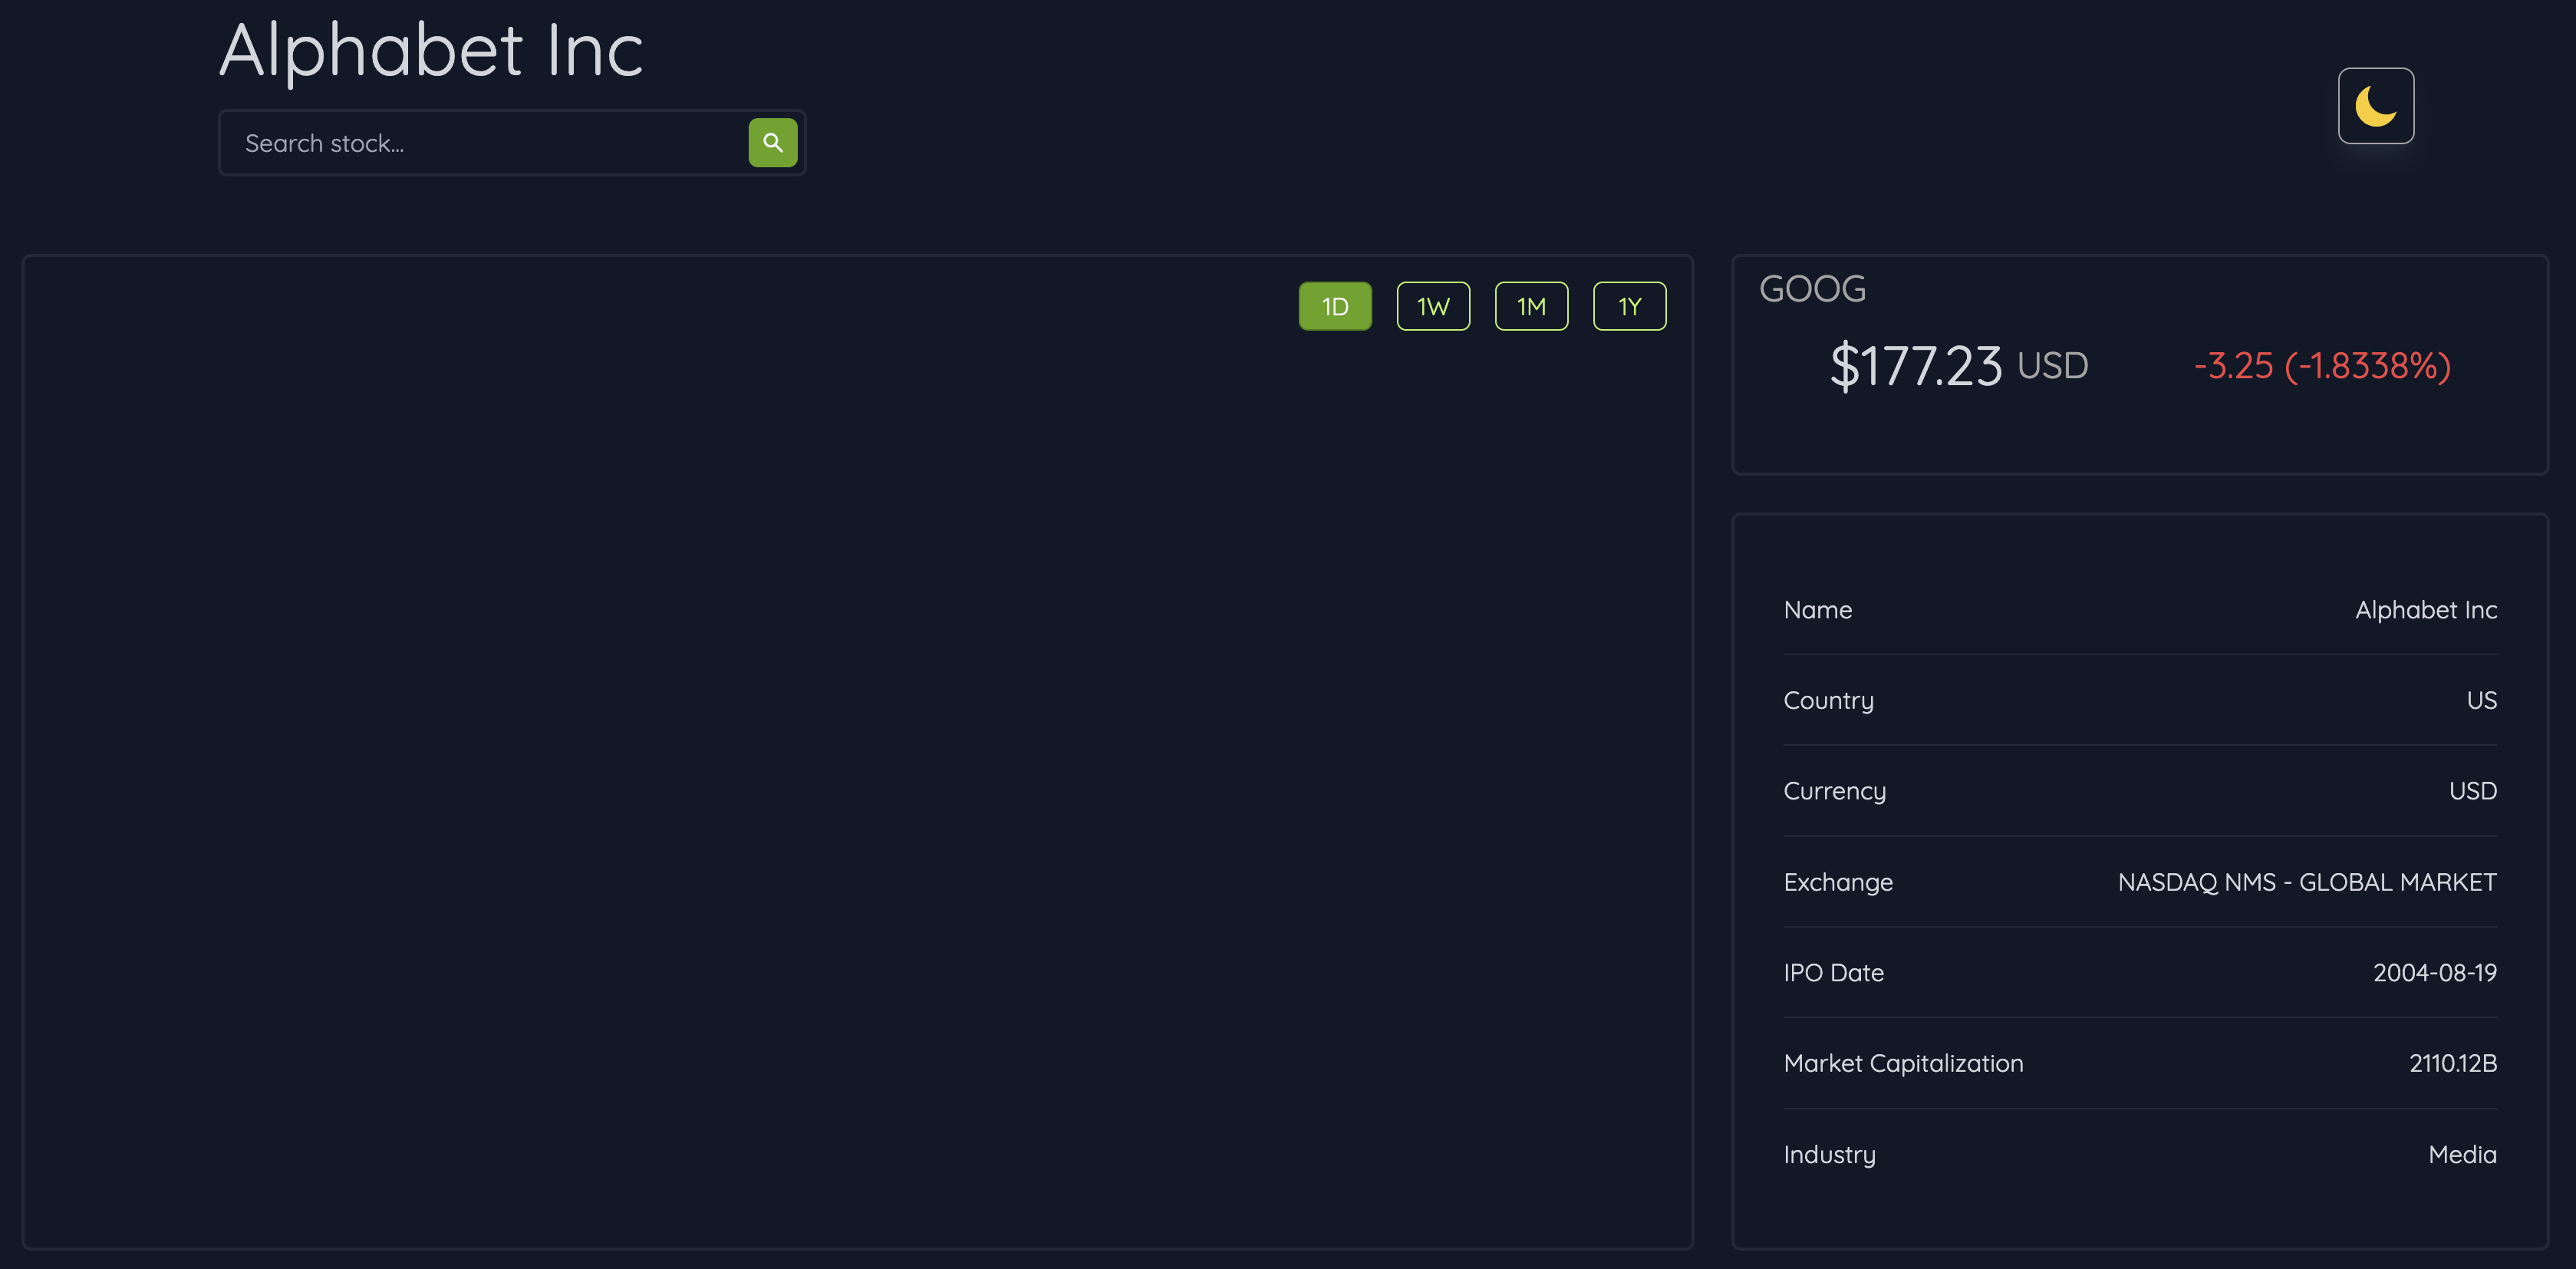 Alphabet Inc
Search stock...
1D 1W 1M 1Y
GOOG
$177.23 USD -3.25 (-1.8338%)
Name Alphabet Inc
Country US
Currency USD
Exchange NASDAQ NMS - GLOBAL MARKET
IPO Date 2004-08-19
Market Capitalization 2110.12B
Industry Media